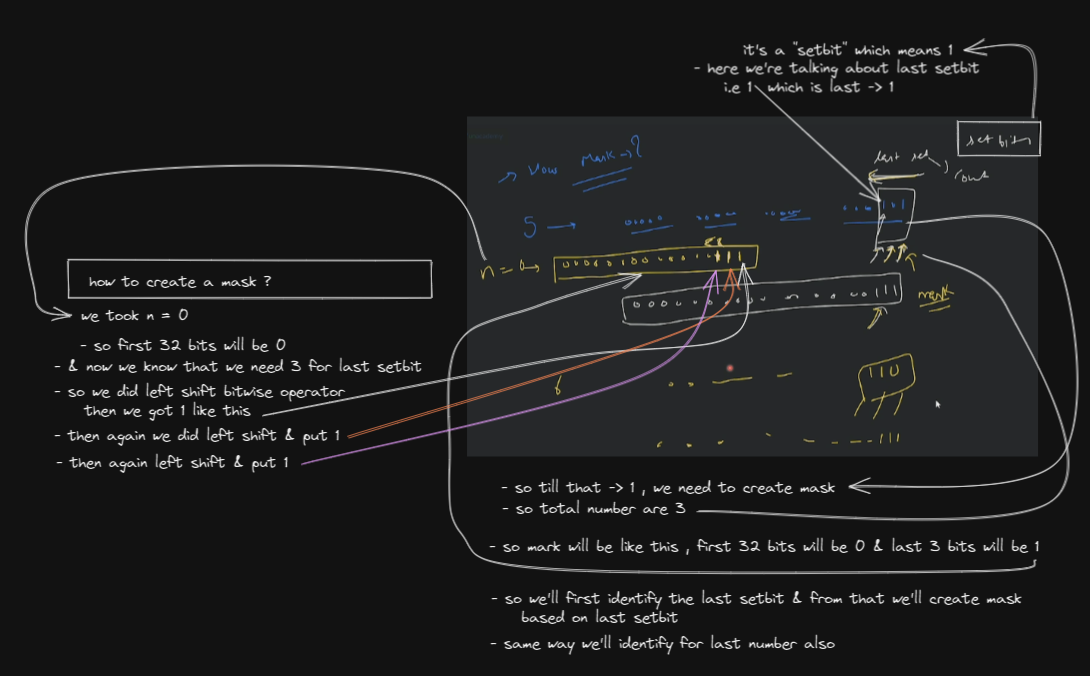 it's a "setbit" which means 1
- here we're talking about last setbit
i.e 1 which is last -> 1
set bits
last set
count
-> How mask -> ?
5 ->
n = 0 ->
000111
mask
110
6
how to create a mask ?
we took n = 0
- so first 32 bits will be 0
- & now we know that we need 3 for last setbit
- so we did left shift bitwise operator
then we got 1 like this
- then again we did left shift & put 1
- then again left shift & put 1
- so till that -> 1 , we need to create mask
- so total number are 3
- so mark will be like this , first 32 bits will be 0 & last 3 bits will be 1
- so we'll first identify the last setbit & from that we'll create mask
based on last setbit
- same way we'll identify for last number also